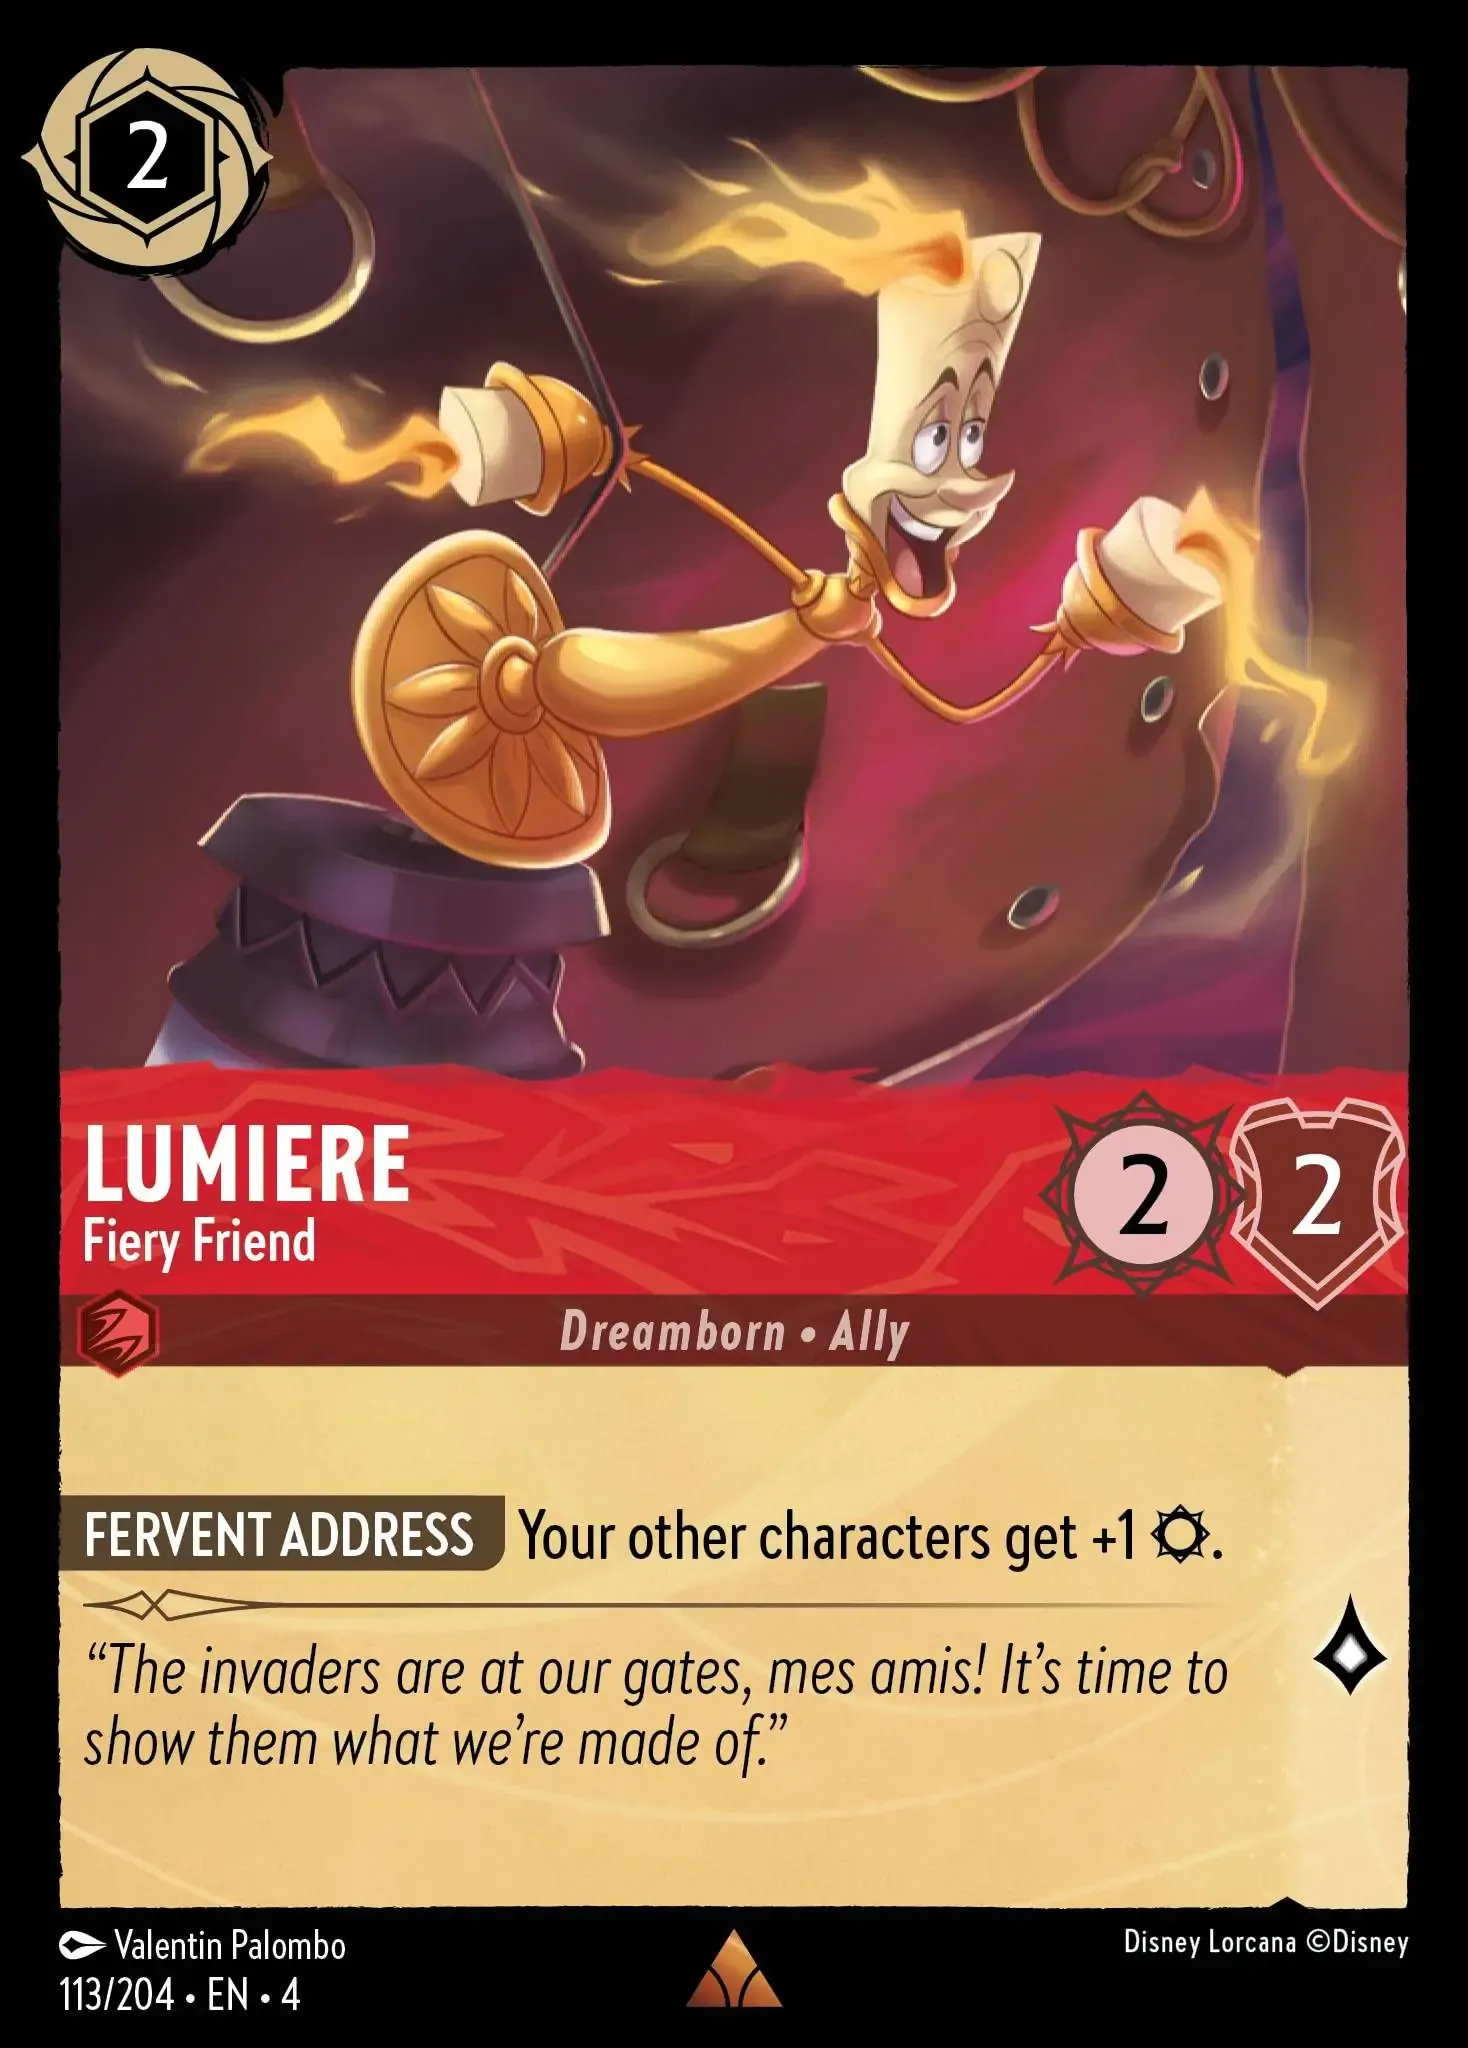 2
LUMIERE
Fiery Friend
2
2
Dreamborn • Ally
FERVENT ADDRESS Your other characters get +1 .
“The invaders are at our gates, mes amis! It’s time to
show them what we’re made of.”
Valentin Palombo
113/204 • EN • 4
Disney Lorcana ©Disney